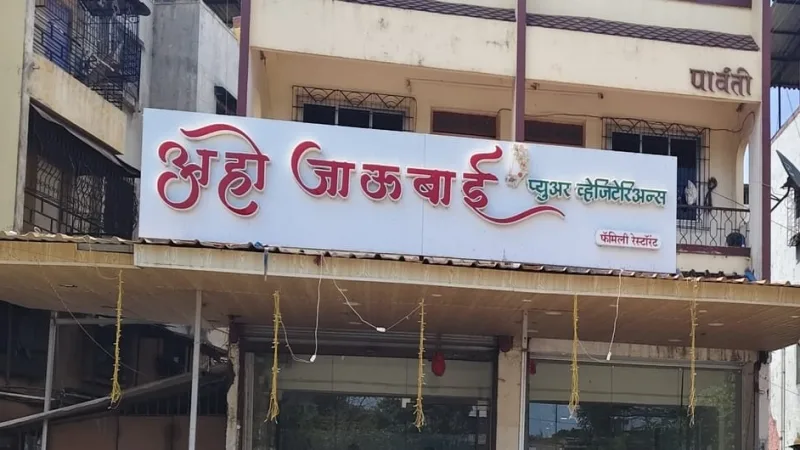 पार्वती
अहो जाऊबाई प्युअर व्हेजिटेरिअन्स
फॅमिली रेस्टॉरंट